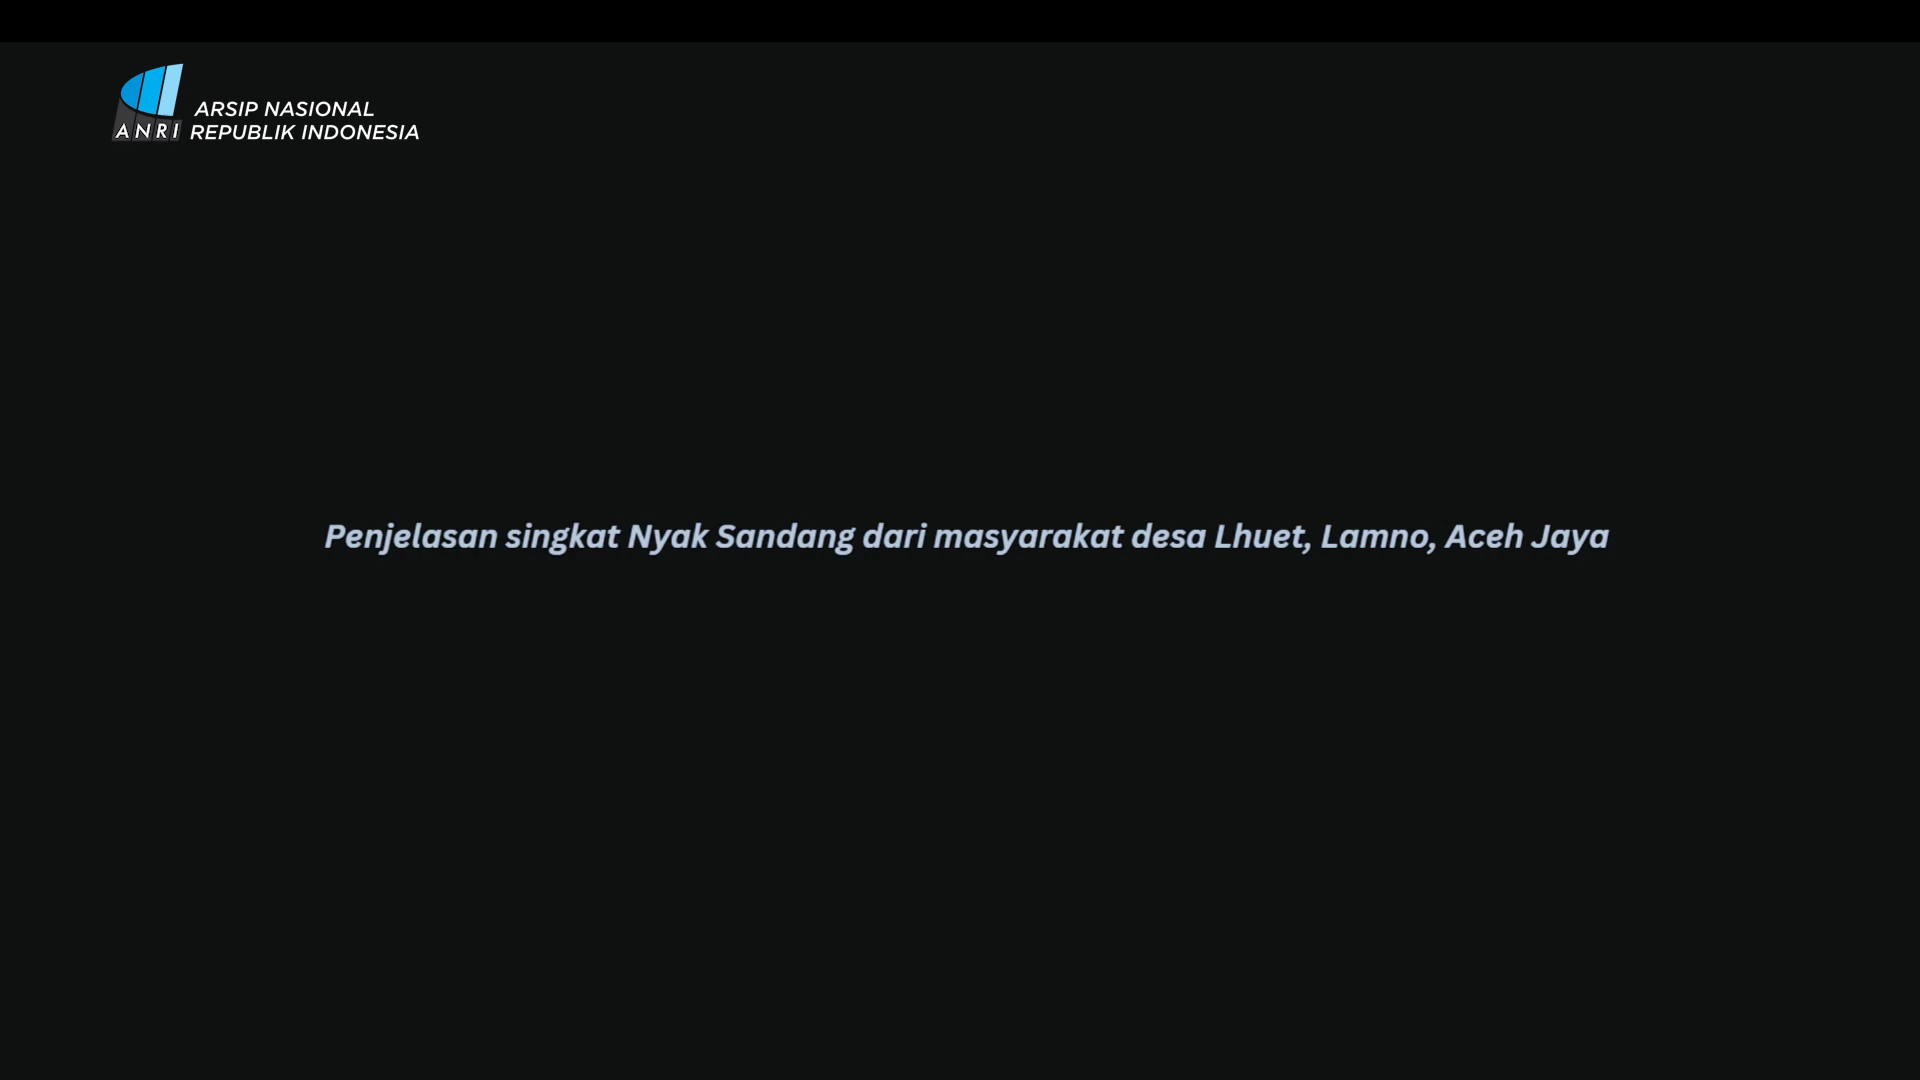 ANRI
ARSIP NASIONAL
REPUBLIK INDONESIA
Penjelasan singkat Nyak Sandang dari masyarakat desa Lhuet, Lamno, Aceh Jaya